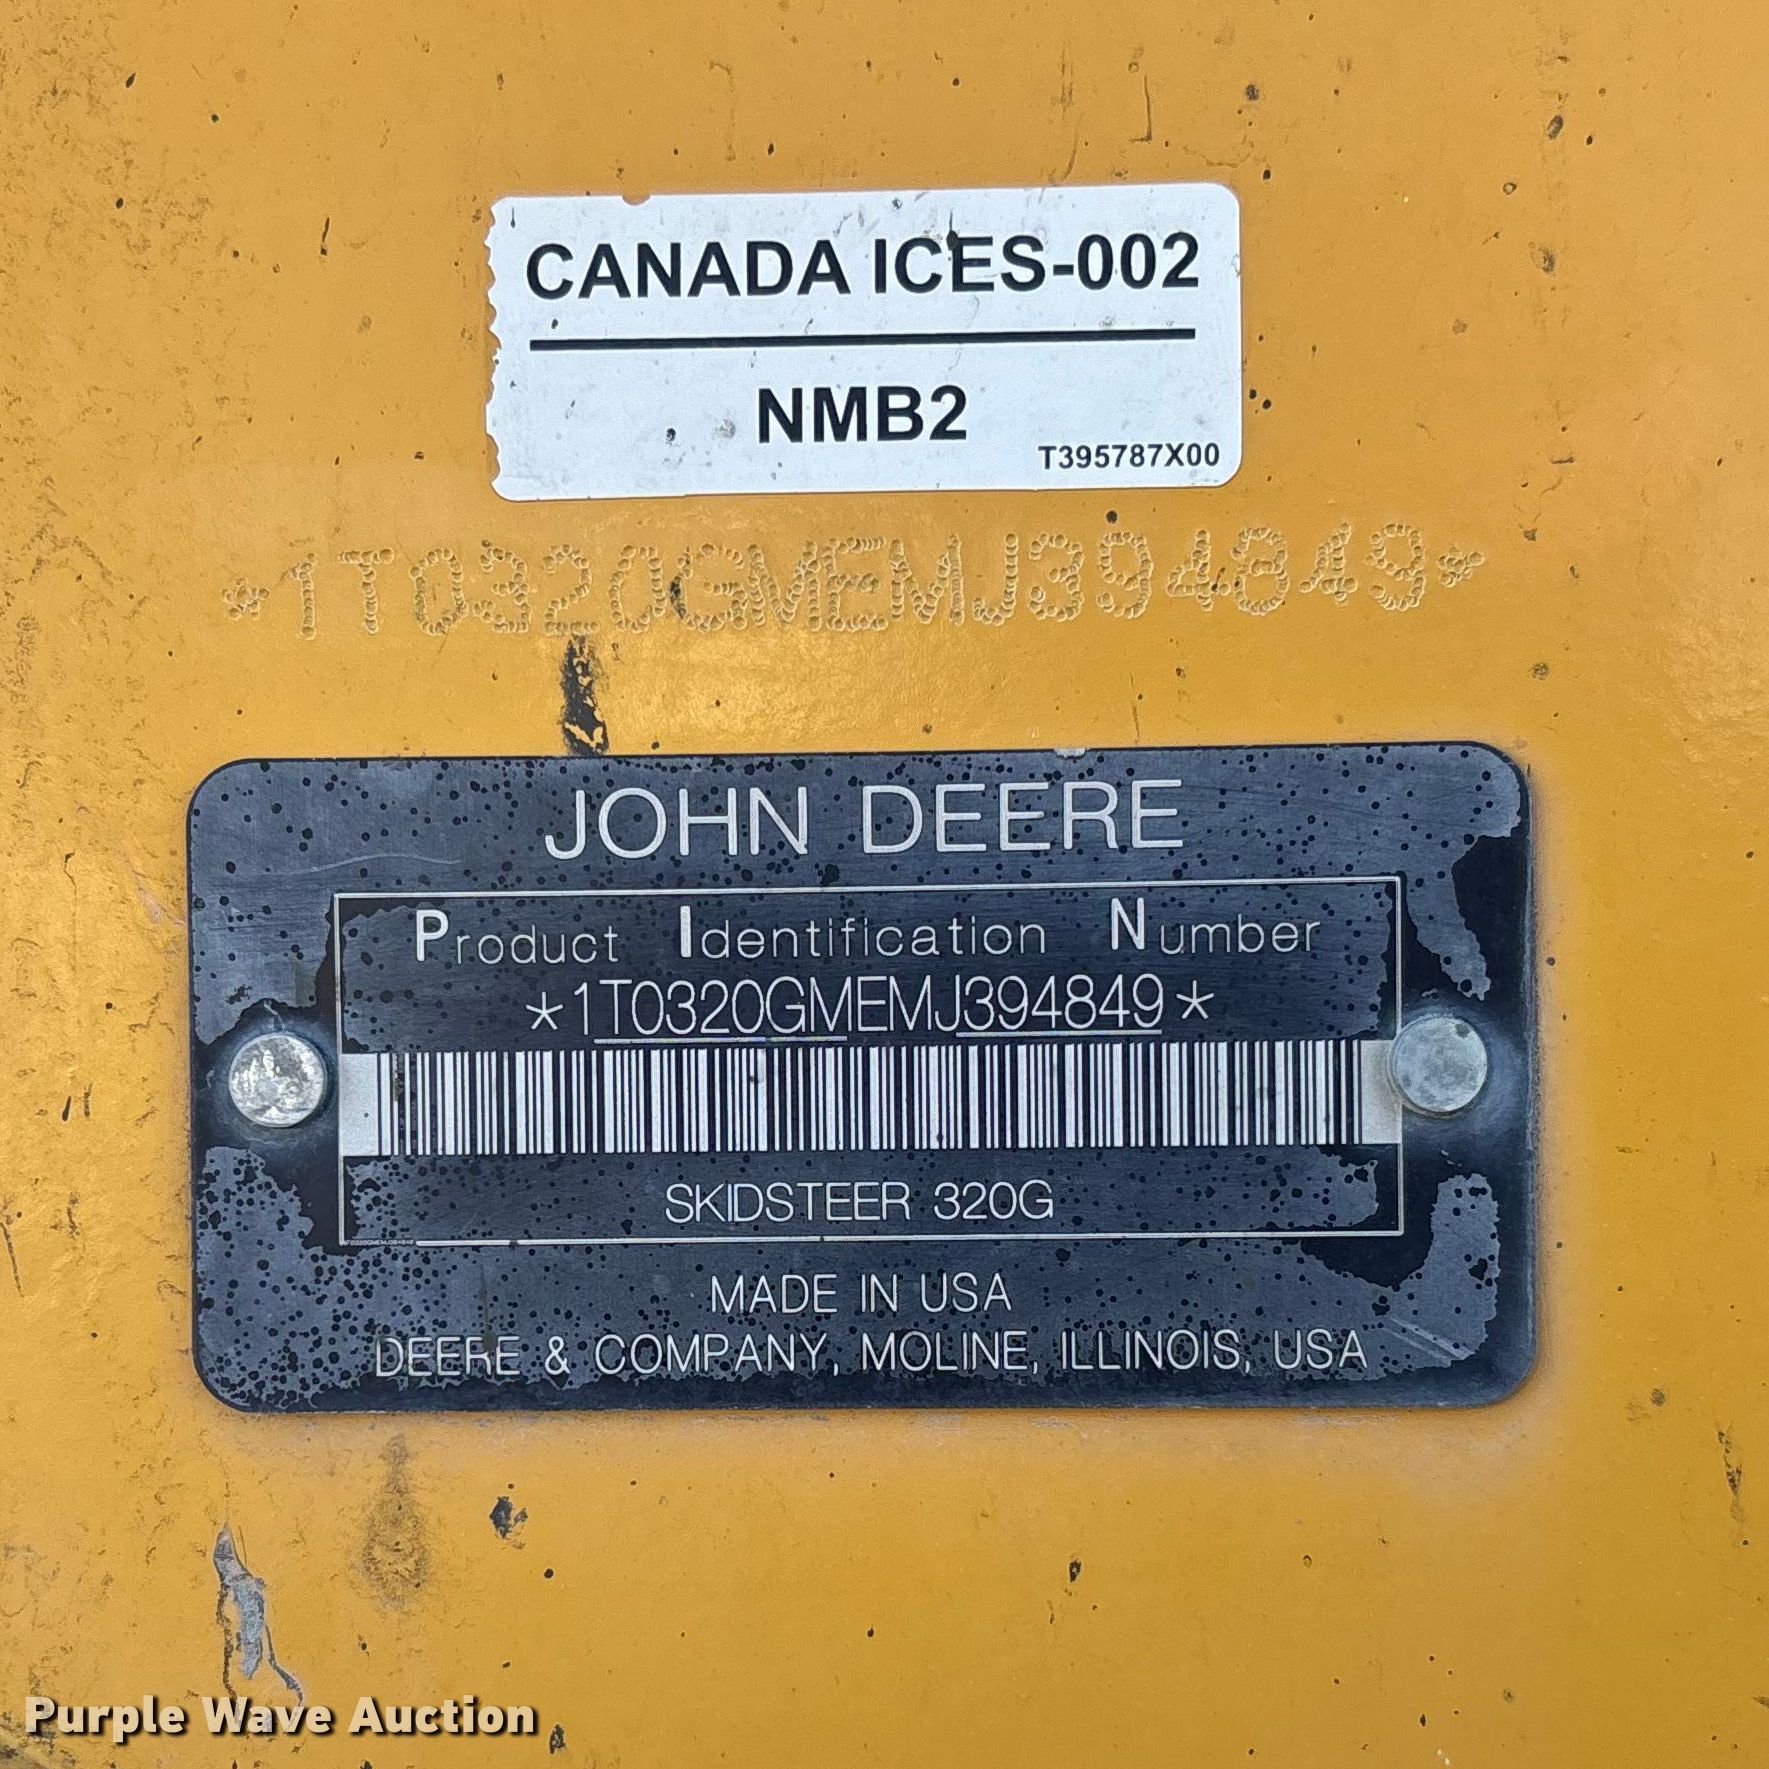 CANADA ICES-002
NMB2
T395787X00
*1T0320GMEMJ394849*
JOHN DEERE
Product Identification Number
*1T0320GMEMJ394849*
SKIDSTEER 320G
1T0320GMEMJ394849
MADE IN USA
DEERE & COMPANY, MOLINE, ILLINOIS, USA
Purple Wave Auction